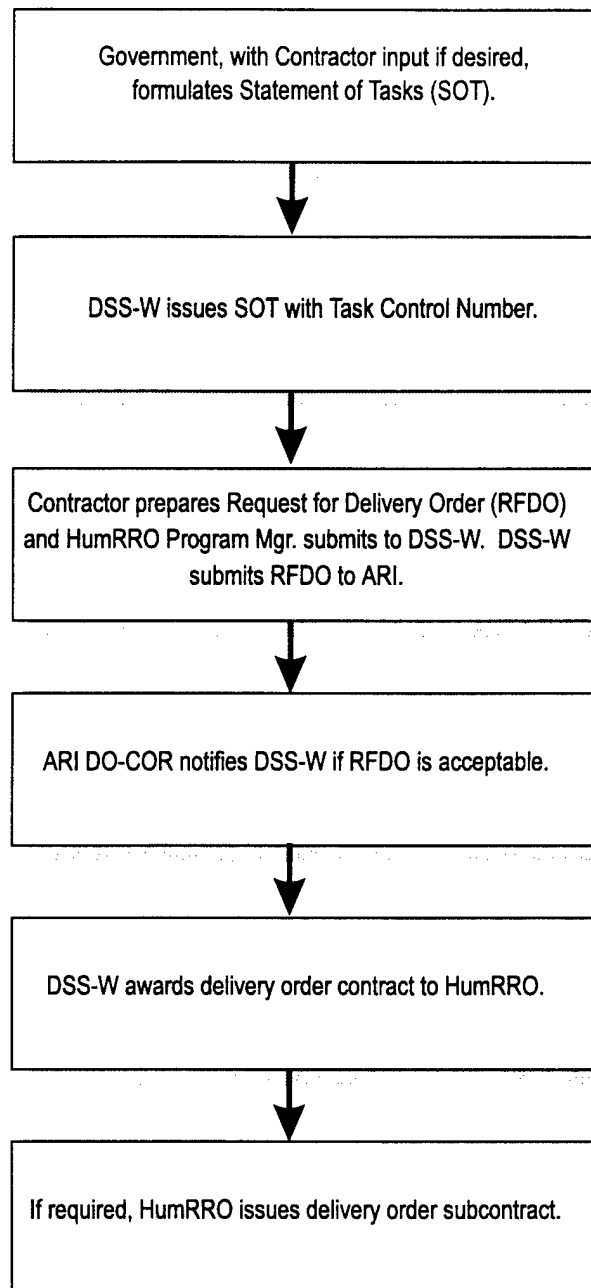 Government, with Contractor input if desired,
formulates Statement of Tasks (SOT).
DSS-W issues SOT with Task Control Number.
Contractor prepares Request for Delivery Order (RFDO)
and HumRRO Program Mgr. submits to DSS-W. DSS-W
submits RFDO to ARI.
ARI DO-COR notifies DSS-W if RFDO is acceptable.
DSS-W awards delivery order contract to HumRRO.
If required, HumRRO issues delivery order subcontract.